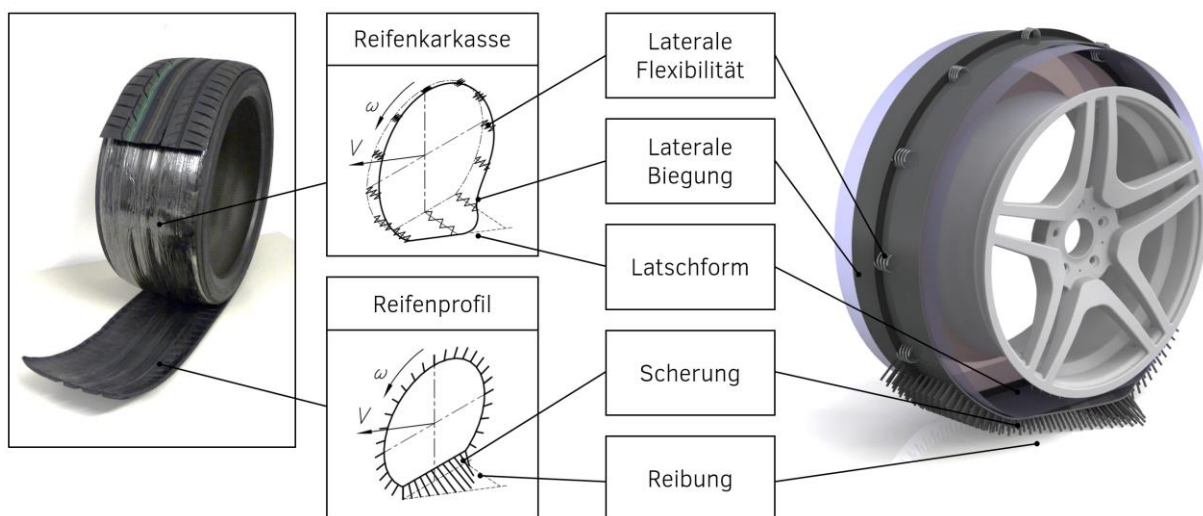 Reifenkarkasse
ω
V
Reifenprofil
ω
V
Laterale
Flexibilität
Laterale
Biegung
Latschform
Scherung
Reibung